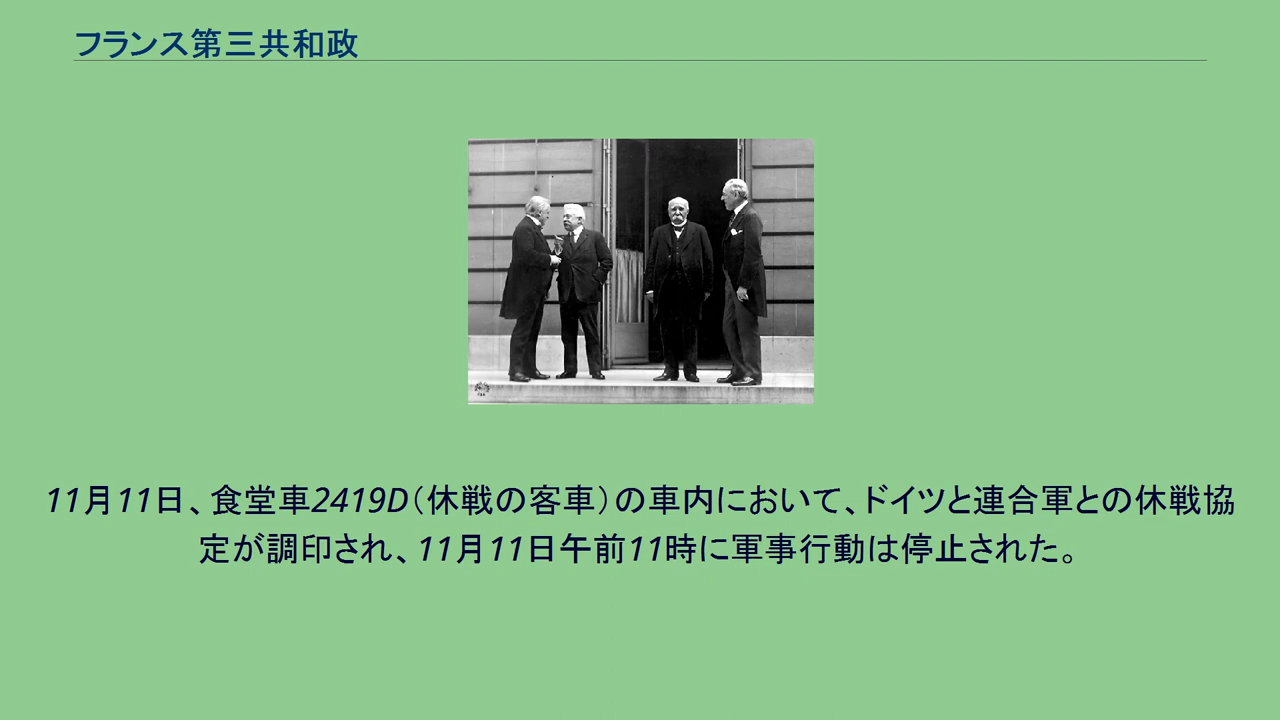 フランス第三共和政
11月11日、食堂車2419D（休戦の客車）の車内において、ドイツと連合軍との休戦協
定が調印され、11月11日午前11時に軍事行動は停止された。